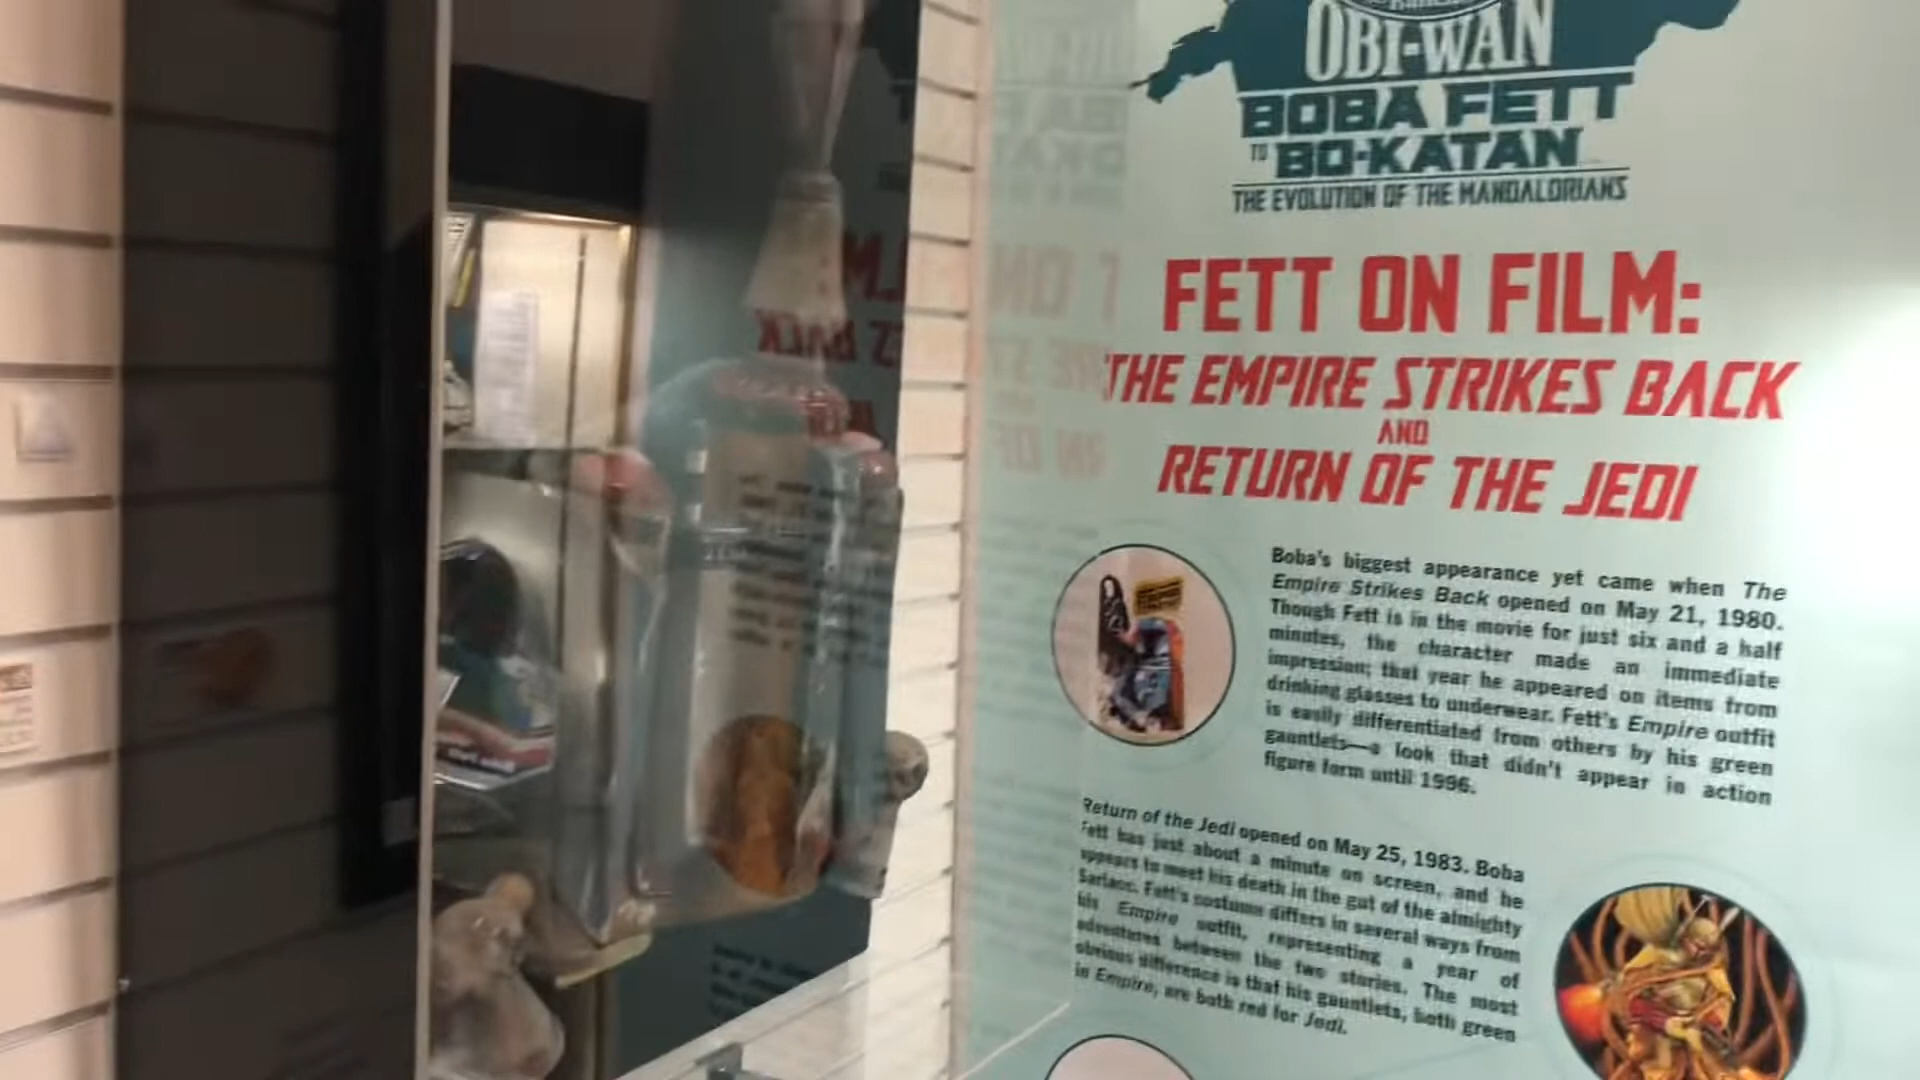 OBI-WAN
BOBA FETT
TO BO-KATAN
THE EVOLUTION OF THE MANDALORIANS
FETT ON FILM:
THE EMPIRE STRIKES BACK
AND
RETURN OF THE JEDI
Boba's biggest appearance yet came when The
Empire Strikes Back opened on May 21, 1980.
Though Fett is in the movie for just six and a half
minutes, the character made an immediate
impression; that year he appeared on items from
drinking glasses to underwear. Fett's Empire outfit
is easily differentiated from others by his green
gauntlets—a look that didn't appear in action
figure form until 1996.
Return of the Jedi opened on May 25, 1983. Boba
Fett has just about a minute on screen, and he
appears to meet his death in the gut of the almighty
Sarlacc. Fett's costume differs in several ways from
his Empire outfit, representing a year of
adventures between the two stories. The most
obvious difference is that his gauntlets, both green
in Empire, are both red for Jedi.